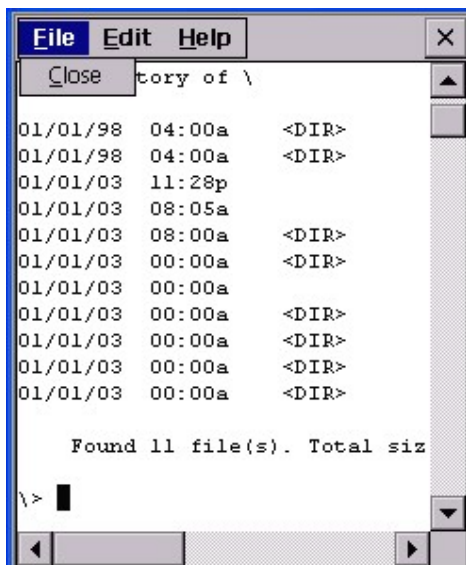 File Edit Help
Close
tory of \
01/01/98 04:00a <DIR>
01/01/98 04:00a <DIR>
01/01/03 11:28p
01/01/03 08:05a
01/01/03 08:00a <DIR>
01/01/03 00:00a <DIR>
01/01/03 00:00a
01/01/03 00:00a <DIR>
01/01/03 00:00a <DIR>
01/01/03 00:00a <DIR>
01/01/03 00:00a <DIR>
Found 11 file(s). Total siz
\>